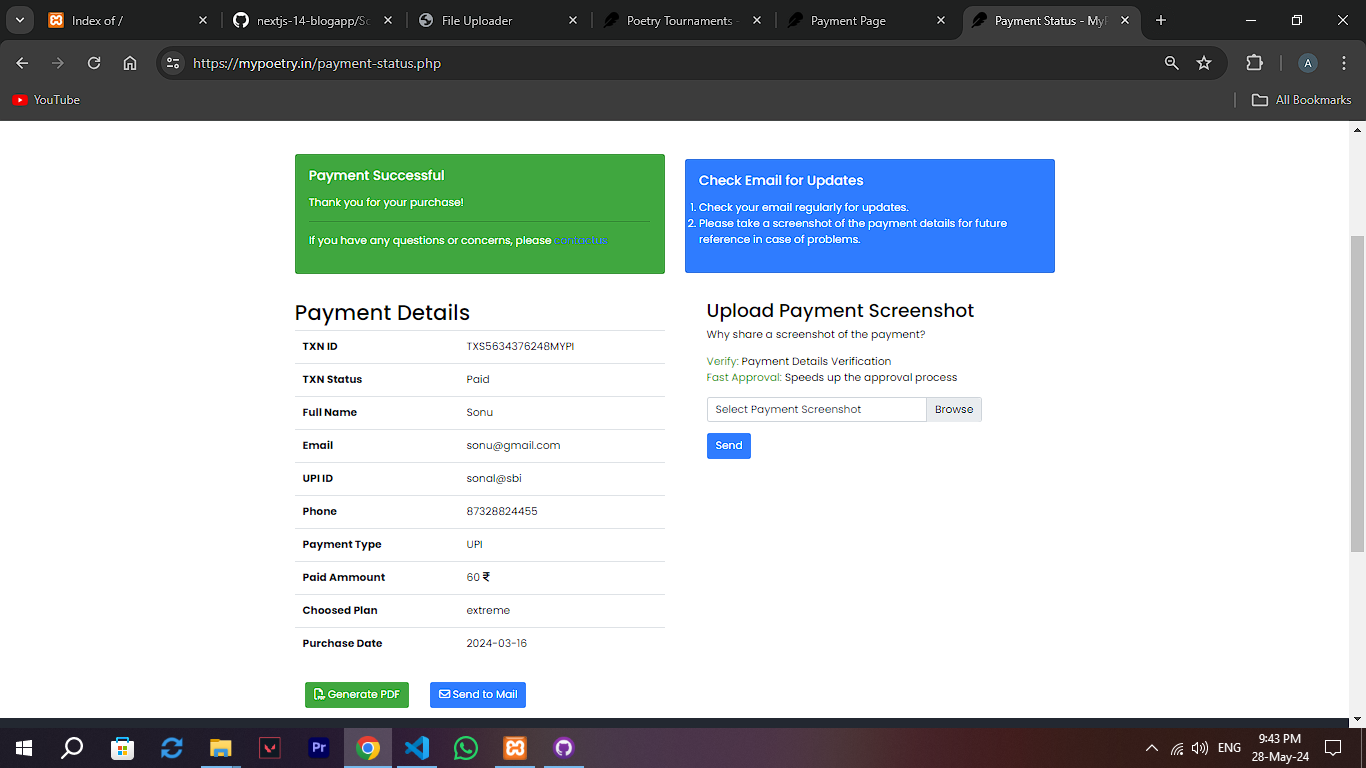 Index of /
nextjs-14-blogapp/Sc
File Uploader
Poetry Tournaments -
Payment Page
Payment Status - MyP
https://mypoetry.in/payment-status.php
A
YouTube
All Bookmarks
Payment Successful
Thank you for your purchase!
If you have any questions or concerns, please contact us
Check Email for Updates
1. Check your email regularly for updates.
2. Please take a screenshot of the payment details for future
reference in case of problems.
Payment Details
TXN ID TXS5634376248MYPI
TXN Status Paid
Full Name Sonu
Email sonu@gmail.com
UPI ID sonal@sbi
Phone 87328824455
Payment Type UPI
Paid Ammount 60 ₹
Choosed Plan extreme
Purchase Date 2024-03-16
Generate PDF
Send to Mail
Upload Payment Screenshot
Why share a screenshot of the payment?
Verify: Payment Details Verification
Fast Approval: Speeds up the approval process
Select Payment Screenshot Browse
Send
Pr
ENG
9:43 PM
28-May-24